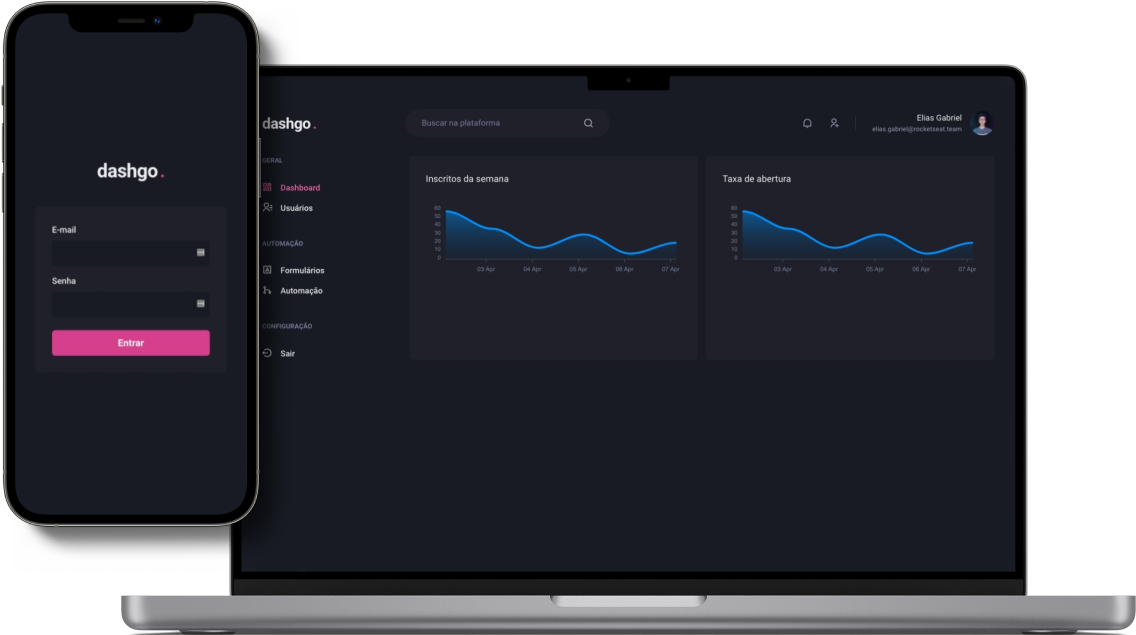 dashgo.
E-mail
Senha
Entrar
dashgo.
Buscar na plataforma
Elias Gabriel
elias.gabriel@rocketseat.team
GERAL
Dashboard
Usuários
AUTOMAÇÃO
Formulários
Automação
CONFIGURAÇÃO
Sair
Inscritos da semana
60
50
40
30
20
10
0
03 Apr 04 Apr 05 Apr 06 Apr 07 Apr
Taxa de abertura
60
50
40
30
20
10
0
03 Apr 04 Apr 05 Apr 06 Apr 07 Apr